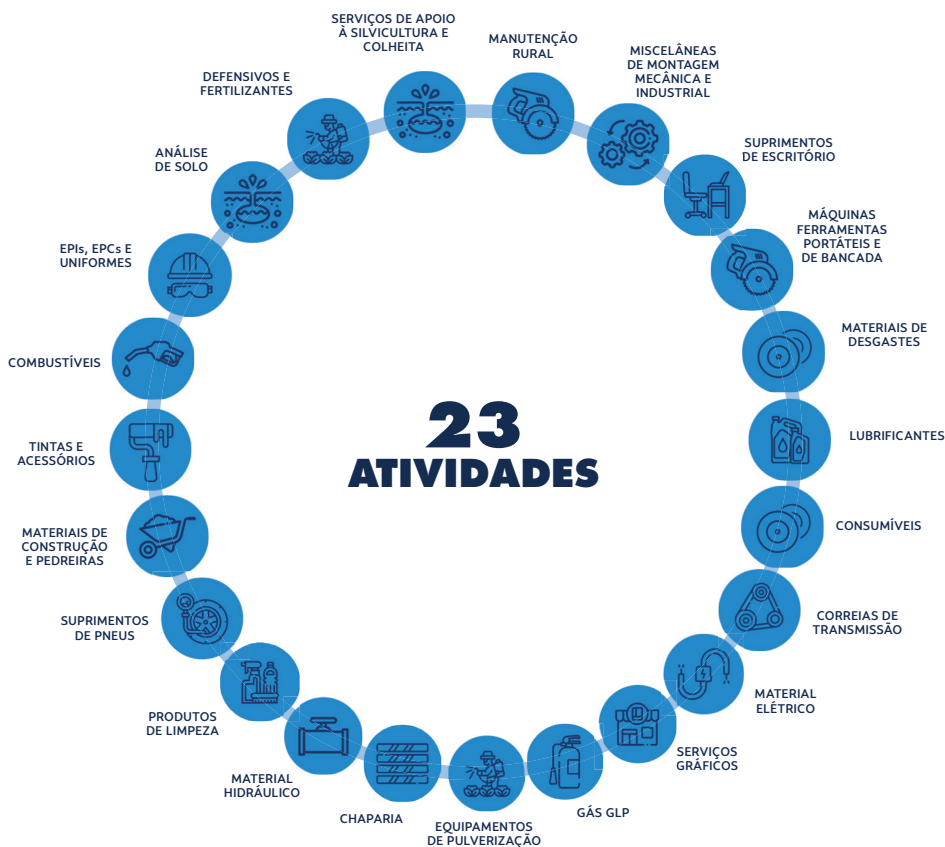 SERVIÇOS DE APOIO
À SILVICULTURA E
COLHEITA
MANUTENÇÃO
RURAL
MISCELÂNEAS
DE MONTAGEM
MECÂNICA E
INDUSTRIAL
SUPRIMENTOS
DE ESCRITÓRIO
MÁQUINAS
FERRAMENTAS
PORTÁTEIS E
DE BANCADA
MATERIAIS DE
DESGASTES
LUBRIFICANTES
CONSUMÍVEIS
CORREIAS DE
TRANSMISSÃO
MATERIAL
ELÉTRICO
SERVIÇOS
GRÁFICOS
GÁS GLP
EQUIPAMENTOS
DE PULVERIZAÇÃO
CHAPARIA
MATERIAL
HIDRÁULICO
PRODUTOS
DE LIMPEZA
SUPRIMENTOS
DE PNEUS
MATERIAIS DE
CONSTRUÇÃO
E PEDREIRAS
TINTAS E
ACESSÓRIOS
COMBUSTÍVEIS
EPIs, EPCs E
UNIFORMES
ANÁLISE
DE SOLO
DEFENSIVOS E
FERTILIZANTES
23
ATIVIDADES